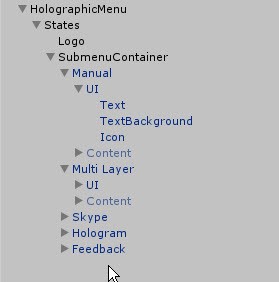 HolographicMenu
States
Logo
SubmenuContainer
Manual
UI
Text
TextBackground
Icon
Content
Multi Layer
UI
Content
Skype
Hologram
Feedback